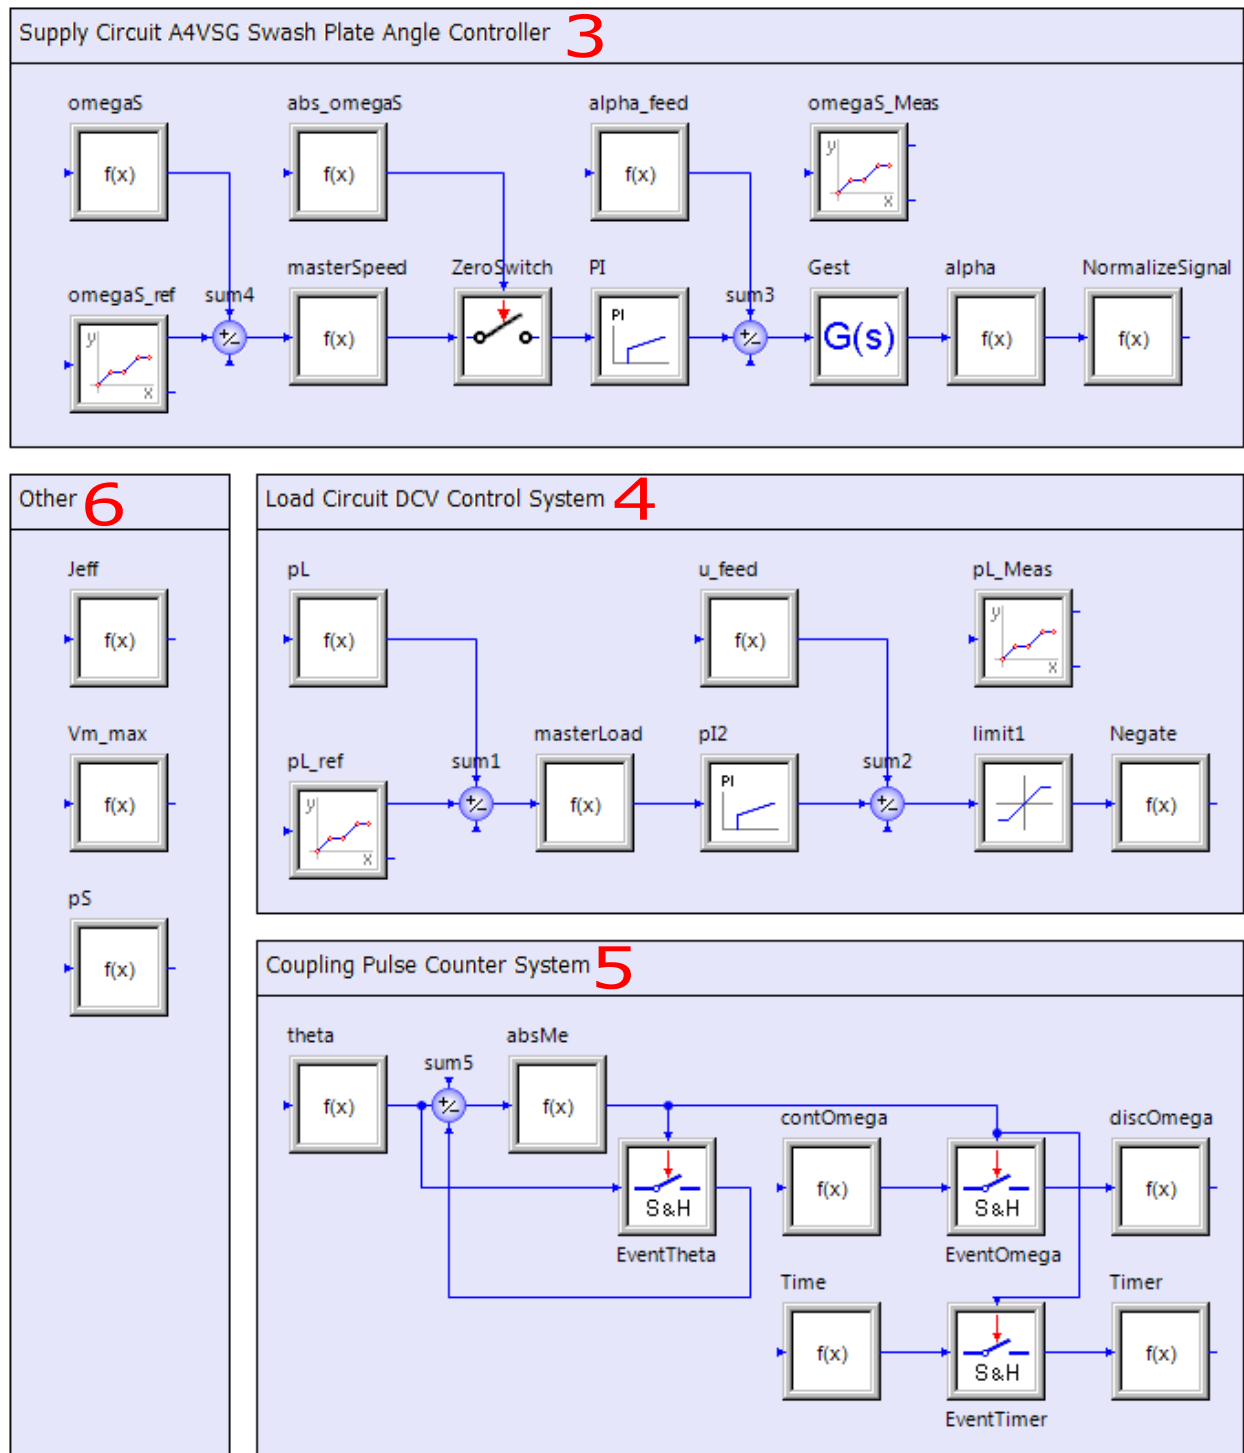 Supply Circuit A4VSG Swash Plate Angle Controller 3
omegaS abs_omegaS alpha_feed omegaS_Meas
f(x) f(x) f(x) y x
omegaS_ref sum4 masterSpeed ZeroSwitch PI sum3 Gest alpha NormalizeSignal
y x +/- f(x) PI +/- G(s) f(x) f(x)
Other 6
Jeff
f(x)
Vm_max
f(x)
pS
f(x)
Load Circuit DCV Control System 4
pL u_feed pL_Meas
f(x) f(x) y x
pL_ref sum1 masterLoad pI2 sum2 limit1 Negate
y x +/- f(x) PI +/- f(x)
Coupling Pulse Counter System 5
theta sum5 absMe
f(x) +/- f(x)
contOmega discOmega
f(x) S&H f(x)
S&H
EventTheta EventOmega
Time Timer
f(x) S&H f(x)
EventTimer